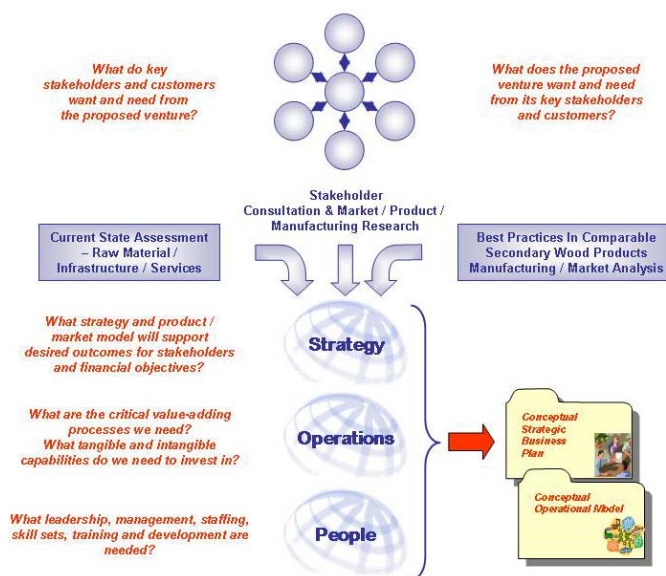 What do key
stakeholders and customers
want and need from
the proposed venture?
What does the proposed
venture want and need
from its key stakeholders
and customers?
Stakeholder
Consultation & Market / Product /
Manufacturing Research
Current State Assessment
– Raw Material /
Infrastructure / Services
Best Practices In Comparable
Secondary Wood Products
Manufacturing / Market Analysis
What strategy and product /
market model will support
desired outcomes for stakeholders
and financial objectives?
Strategy
What are the critical value-adding
processes we need?
What tangible and intangible
capabilities do we need to invest in?
Operations
What leadership, management, staffing,
skill sets, training and development are
needed?
People
Conceptual
Strategic
Business
Plan
Conceptual
Operational Model